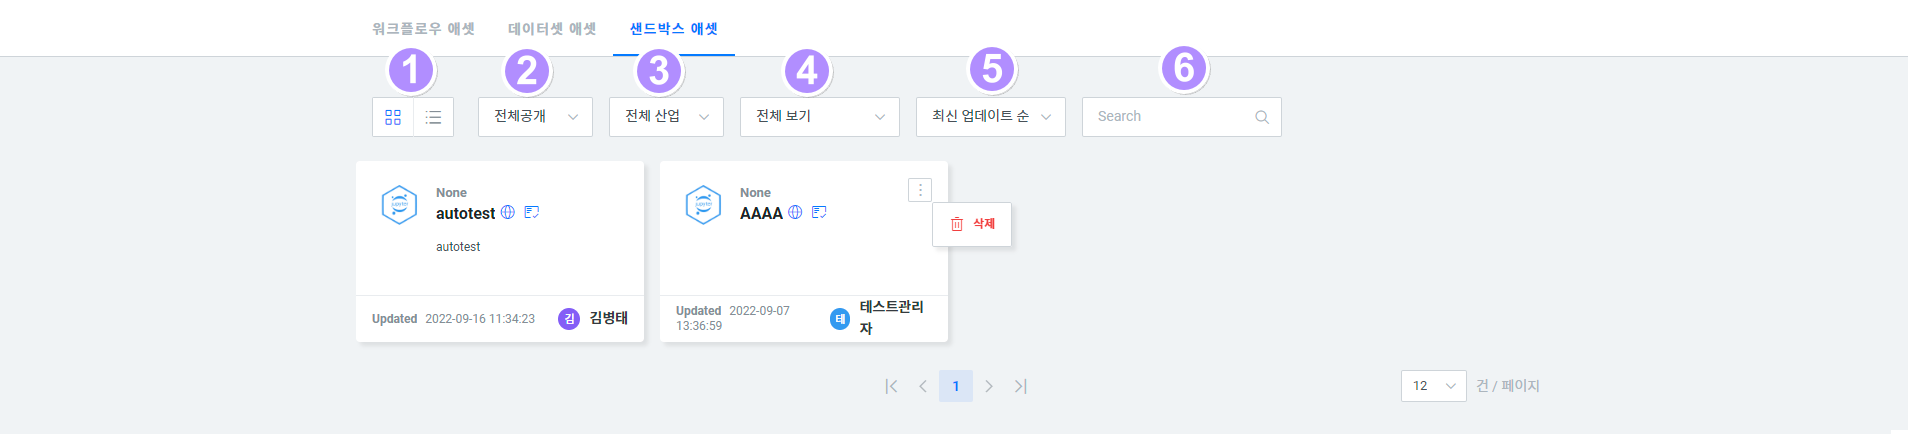 워크플로우 애셋 데이터셋 애셋 샌드박스 애셋
1 2 3 4 5 6
전체공개 전체 산업 전체 보기 최신 업데이트 순 Search
None
autotest
autotest
Updated 2022-09-16 11:34:23 김 김병태
None
AAAA
삭제
Updated 2022-09-07
13:36:59
테 테스트관리
자
1
12 건 / 페이지